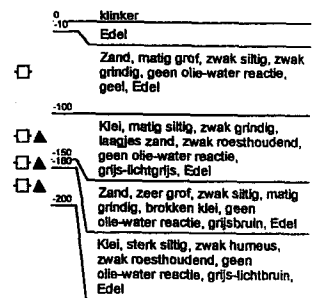 0
klinker
-10
Edel
Zand, matig grof, zwak siltig, zwak
grindig, geen olie-water reactie,
geel, Edel
-100
Klei, matig siltig, zwak grindig,
laagjes zand, zwak roesthoudend,
geen olie-water reactie,
grijs-lichtgrijs, Edel
-150
-160
Zand, zeer grof, zwak siltig, matig
grindig, brokken klei, geen
olie-water reactie, grijsbruin, Edel
-200
Klei, sterk siltig, zwak humeus,
zwak roesthoudend, geen
olie-water reactie, grijs-lichtbruin,
Edel